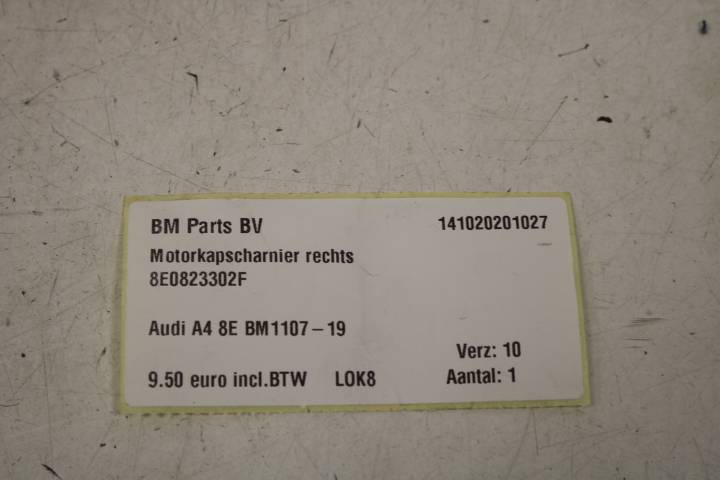 BM Parts BV 141020201027
Motorkapscharnier rechts
8E0823302F
Audi A4 8E BM1107-19
Verz: 10
9.50 euro incl.BTW LOK8 Aantal: 1